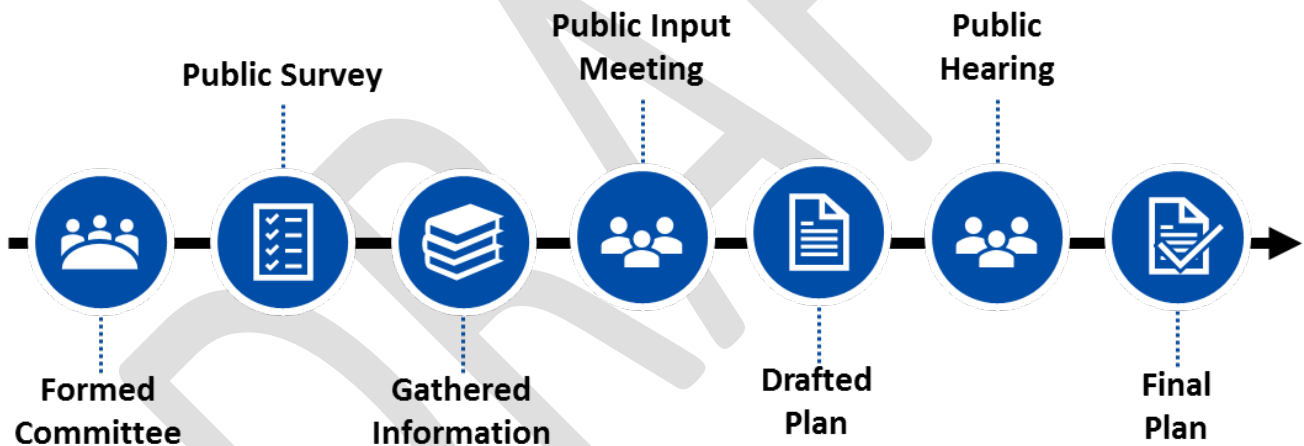 Public Input
Meeting
Public
Hearing
Public Survey
Formed
Committee
Gathered
Information
Drafted
Plan
Final
Plan
DRAFT